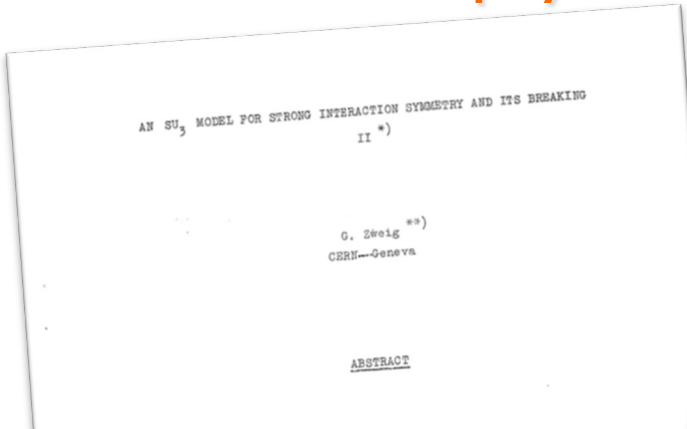 AN SU3 MODEL FOR STRONG INTERACTION SYMMETRY AND ITS BREAKING
II *)
G. Zweig **)
CERN---Geneva
ABSTRACT